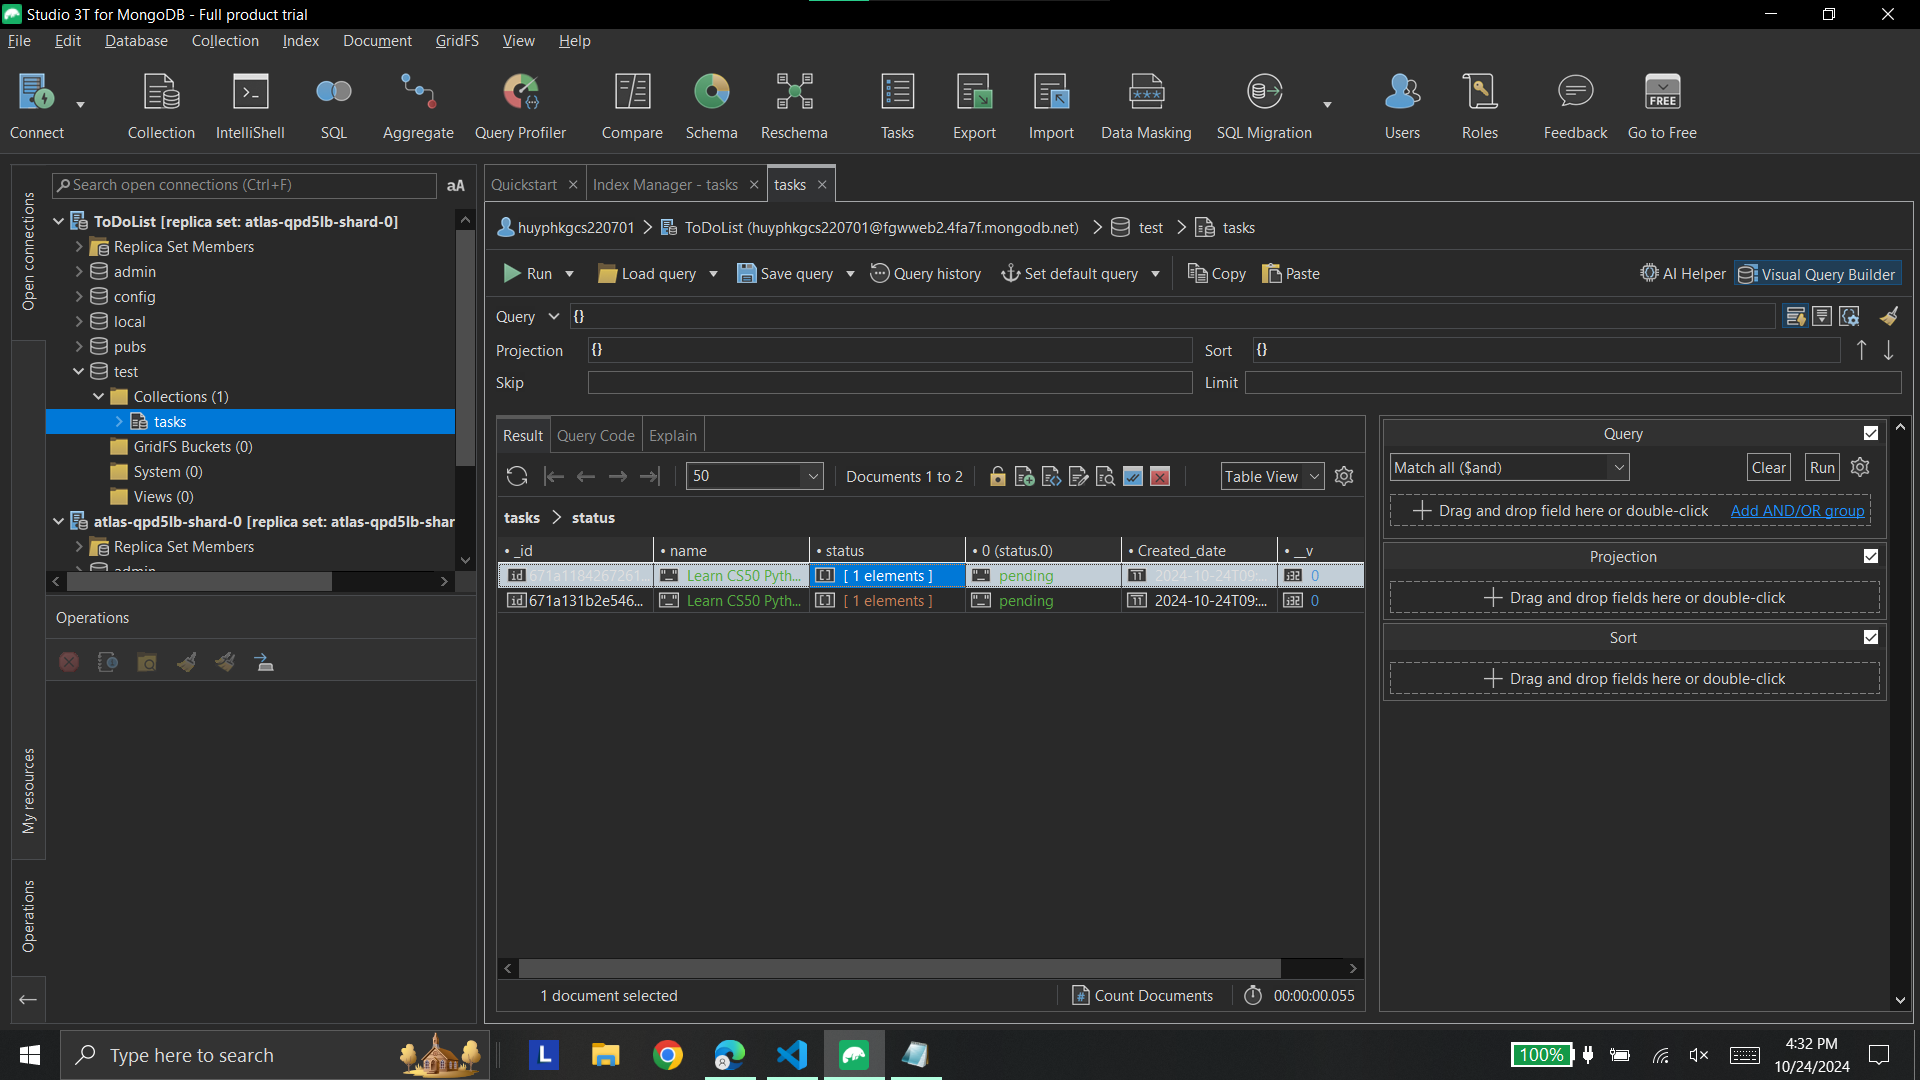 Studio 3T for MongoDB - Full product trial
File Edit Database Collection Index Document GridFS View Help
Connect Collection IntelliShell SQL Aggregate Query Profiler Compare Schema Reschema Tasks Export Import Data Masking SQL Migration Users Roles Feedback Go to Free
FREE
Open connections
Search open connections (Ctrl+F) aA
ToDoList [replica set: atlas-qpd5lb-shard-0]
Replica Set Members
admin
config
local
pubs
test
Collections (1)
tasks
GridFS Buckets (0)
System (0)
Views (0)
atlas-qpd5lb-shard-0 [replica set: atlas-qpd5lb-shar
Replica Set Members
admin
Operations
My resources
Operations
Quickstart Index Manager - tasks tasks
huyphkgcs220701 ToDoList (huyphkgcs220701@fgwweb2.4fa7f.mongodb.net) test tasks
Run Load query Save query Query history Set default query Copy Paste AI Helper Visual Query Builder
Query {}
Projection {} Sort {}
Skip Limit
Result Query Code Explain
50 Documents 1 to 2 Table View
tasks > status
_id name status 0 (status.0) Created_date __v
671a1184267261... Learn CS50 Pyth... [ 1 elements ] pending 2024-10-24T09:... 0
671a131b2e546... Learn CS50 Pyth... [ 1 elements ] pending 2024-10-24T09:... 0
1 document selected Count Documents 00:00:00.055
Query
Match all ($and) Clear Run
Drag and drop field here or double-click Add AND/OR group
Projection
Drag and drop fields here or double-click
Sort
Drag and drop fields here or double-click
Type here to search
L
100%
4:32 PM
10/24/2024